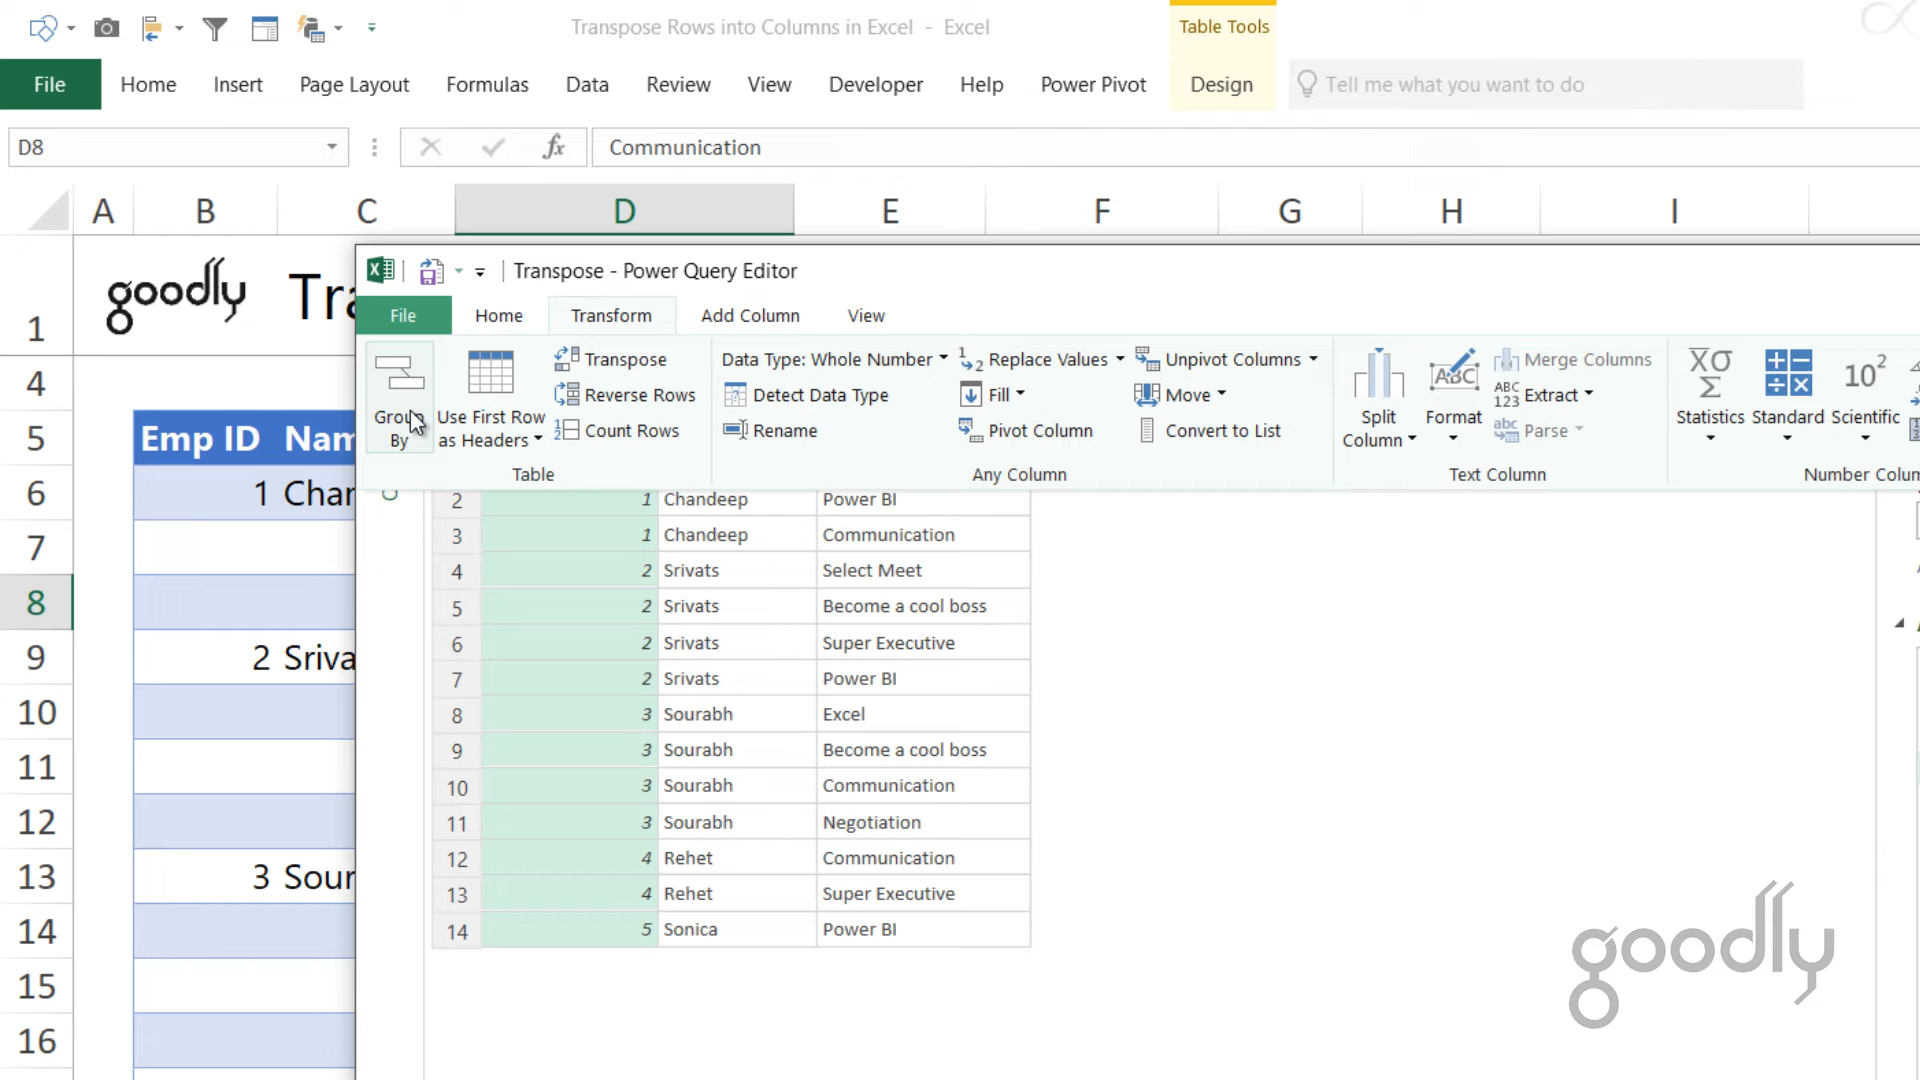 Transpose Rows into Columns in Excel - Excel
Table Tools
File Home Insert Page Layout Formulas Data Review View Developer Help Power Pivot Design Tell me what you want to do
D8 fx Communication
A B C D E F G H I
1 goodly Tra
Transpose - Power Query Editor
File Home Transform Add Column View
Group By
Use First Row as Headers
Transpose
Reverse Rows
Count Rows
Table
Data Type: Whole Number
Detect Data Type
Rename
Replace Values
Fill
Pivot Column
Unpivot Columns
Move
Convert to List
Any Column
Split Column
Format
Merge Columns
Extract
Parse
Text Column
Statistics
Standard
Scientific
Number Colum
4
5 Emp ID Nam
6 1 Char
7
8
9 2 Sriva
10
11
12
13 3 Sour
14
15
16
2 1 Chandeep Power BI
3 1 Chandeep Communication
4 2 Srivats Select Meet
5 2 Srivats Become a cool boss
6 2 Srivats Super Executive
7 2 Srivats Power BI
8 3 Sourabh Excel
9 3 Sourabh Become a cool boss
10 3 Sourabh Communication
11 3 Sourabh Negotiation
12 4 Rehet Communication
13 4 Rehet Super Executive
14 5 Sonica Power BI
goodly